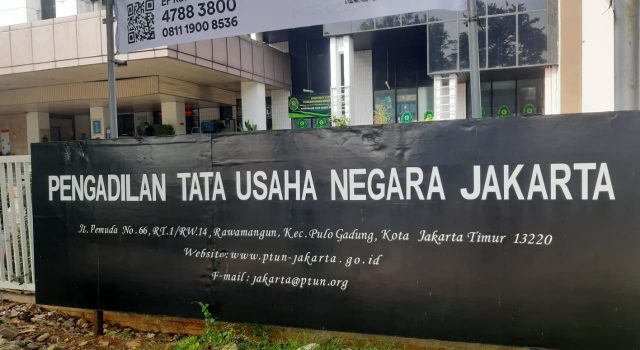 4788 3800
0811 1900 8536
PENGADILAN TATA USAHA NEGARA JAKARTA
Jl. Pemuda No.66, RT.1/RW.14, Rawamangun, Kec. Pulo Gadung, Kota Jakarta Timur 13220
Website: www.ptun-jakarta.go.id
E-mail : jakarta@ptun.org